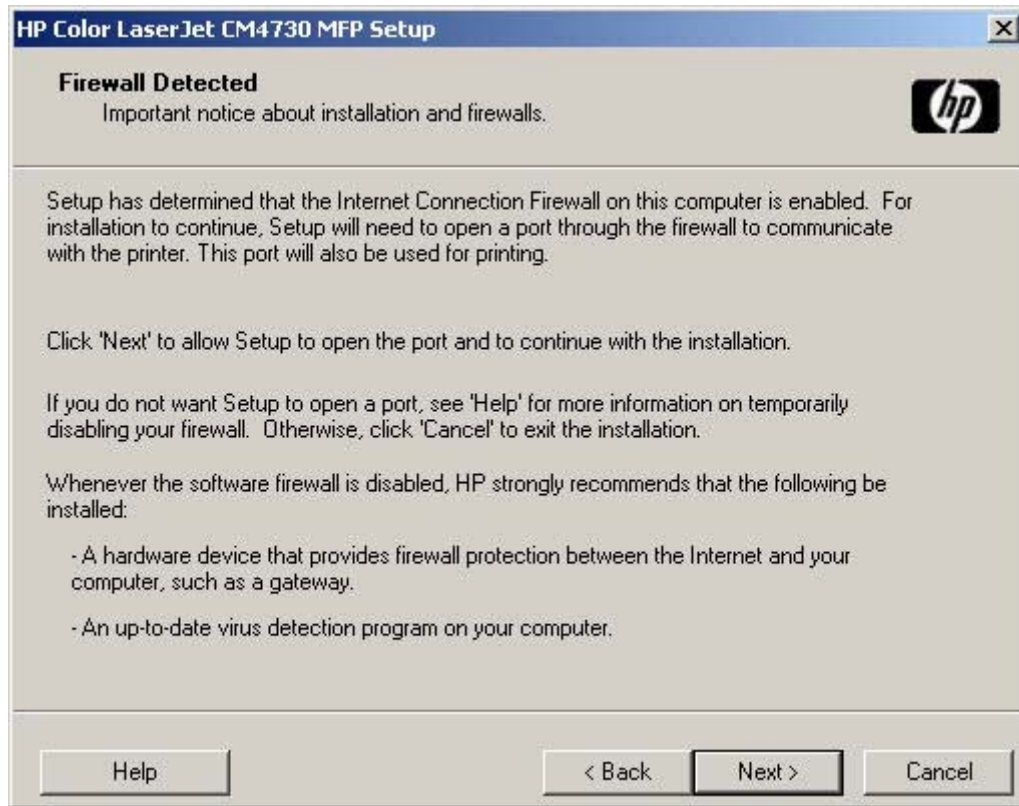 HP Color LaserJet CM4730 MFP Setup
Firewall Detected
Important notice about installation and firewalls.
hp
Setup has determined that the Internet Connection Firewall on this computer is enabled.  For
installation to continue, Setup will need to open a port through the firewall to communicate
with the printer. This port will also be used for printing.
Click 'Next' to allow Setup to open the port and to continue with the installation.
If you do not want Setup to open a port, see 'Help' for more information on temporarily
disabling your firewall.  Otherwise, click 'Cancel' to exit the installation.
Whenever the software firewall is disabled, HP strongly recommends that the following be
installed:
- A hardware device that provides firewall protection between the Internet and your
computer, such as a gateway.
- An up-to-date virus detection program on your computer.
Help
< Back
Next >
Cancel